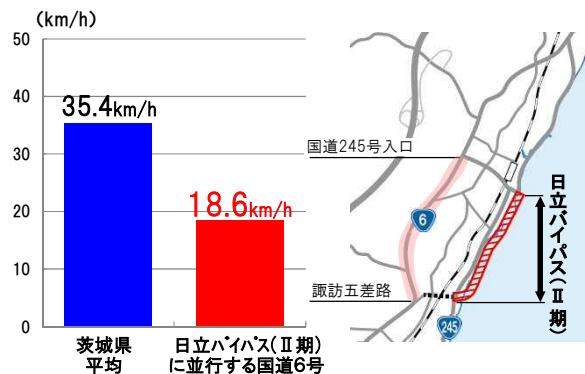 (km/h)
50
40
30
20
10
0
35.4km/h
18.6km/h
茨城県
平均
日立バイパス(Ⅱ期)
に並行する国道6号
国道245号入口
6
諏訪五差路
245
日立バイパス(Ⅱ期)